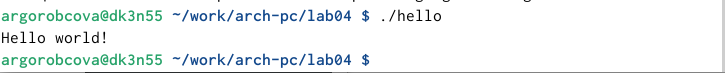 argorobcova@dk3n55 ~/work/arch-pc/lab04 $ ./hello
Hello world!
argorobcova@dk3n55 ~/work/arch-pc/lab04 $